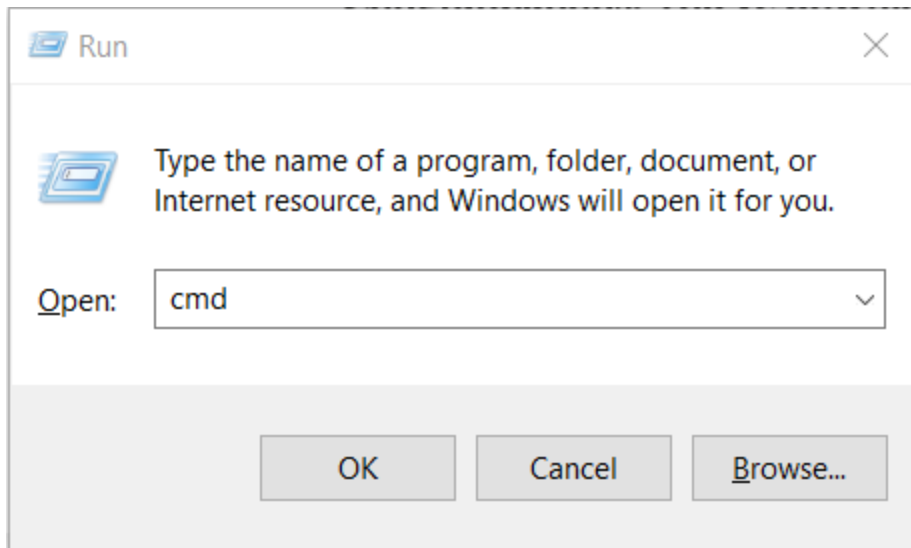 Run
Type the name of a program, folder, document, or
Internet resource, and Windows will open it for you.
Open: cmd
OK Cancel Browse...